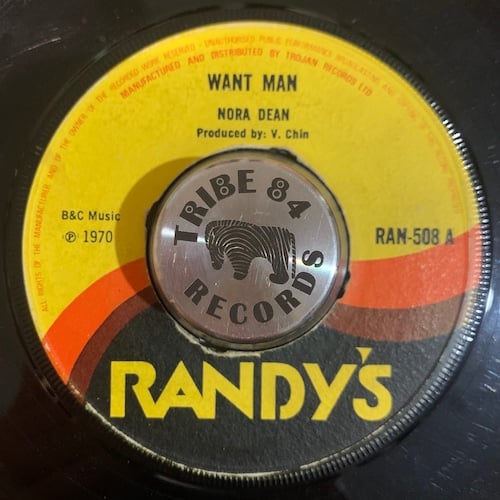 ALL RIGHTS OF THE MANUFACTURER AND OF THE OWNER OF THE RECORDED WORK RESERVED - UNAUTHORISED PUBLIC PERFORMANCE BROADCASTING AND COPYING OF THIS RECORD PROHIBITED
MANUFACTURED AND DISTRIBUTED BY TROJAN RECORDS LTD
WANT MAN
NORA DEAN
Produced by: V. Chin
B&C Music
℗ 1970
RAN-508 A
TRIBE 84
RECORDS
RANDY'S